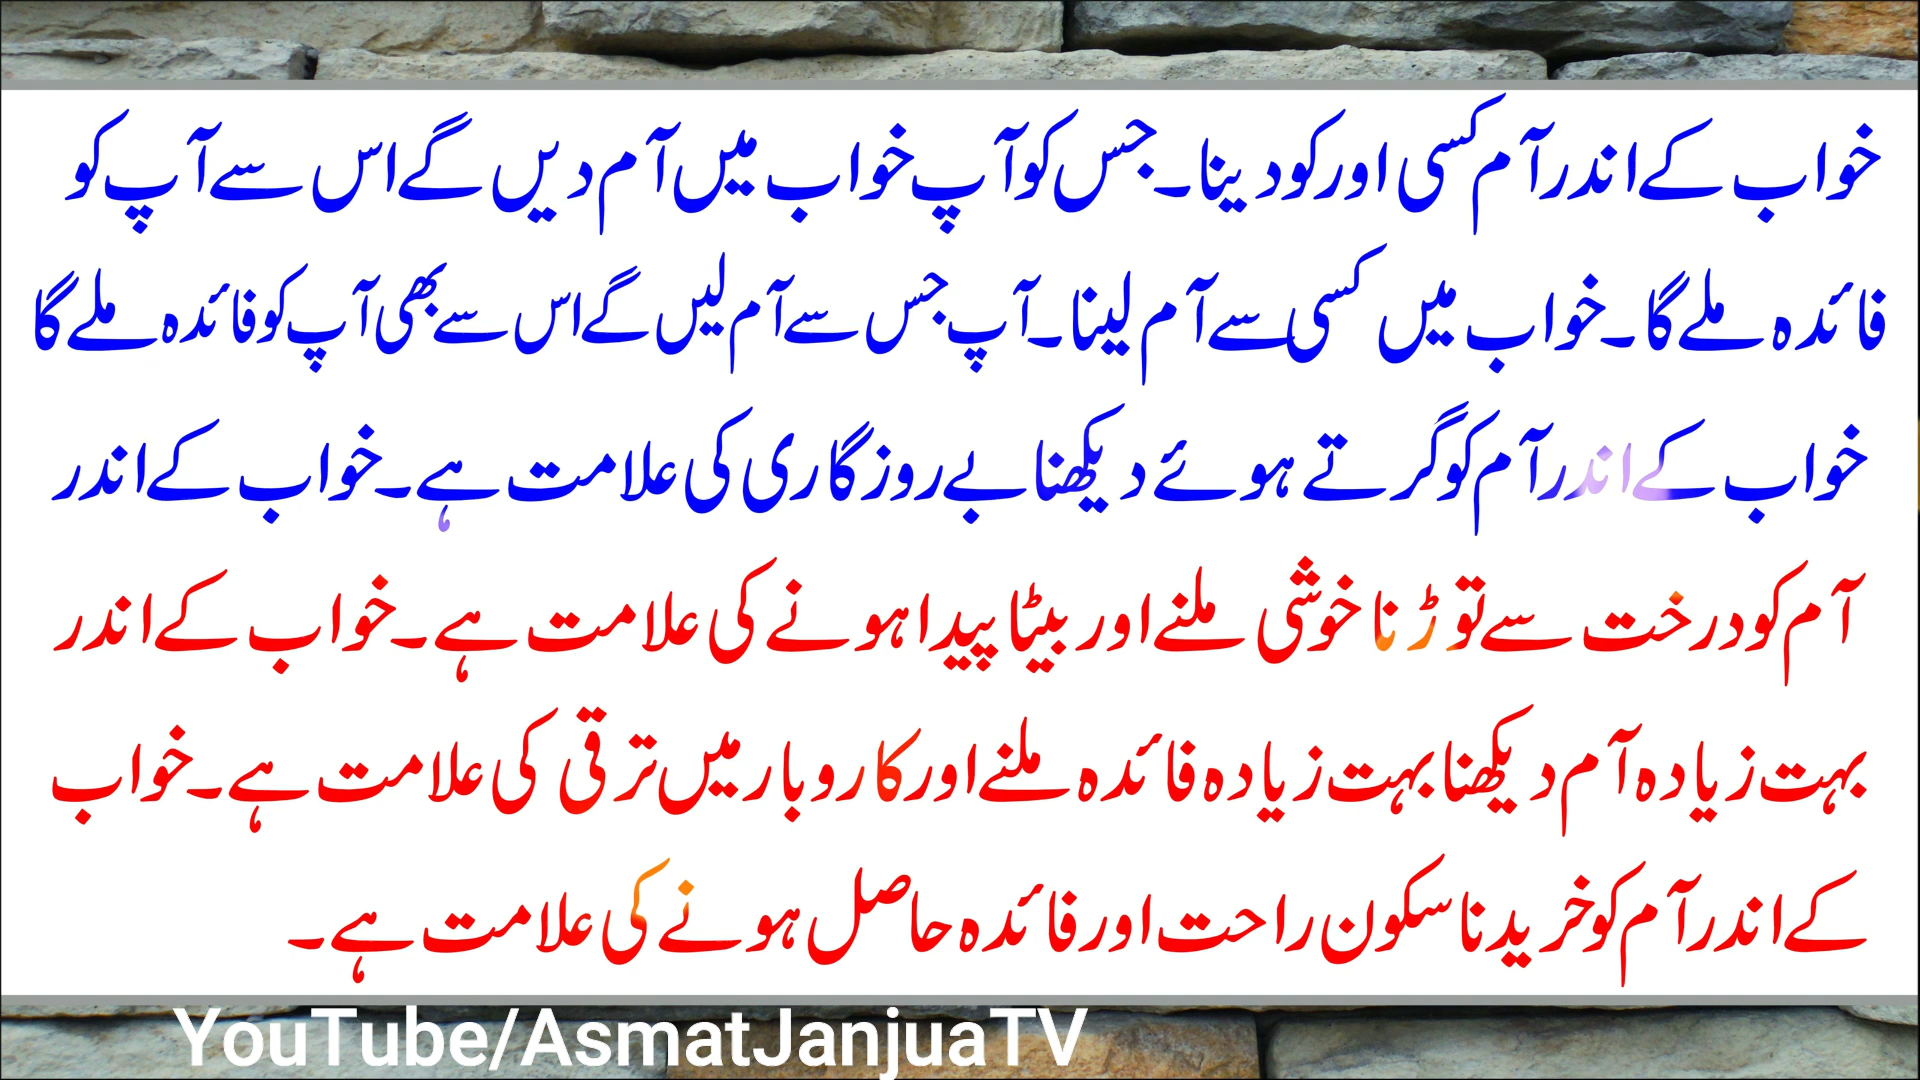 خواب کے اندر آم کسی اور کو دینا۔ جس کو آپ خواب میں آم دیں گے اس سے آپ کو
فائدہ ملے گا۔ خواب میں کسی سے آم لینا۔ آپ جس سے آم لیں گے اس سے بھی آپ کو فائدہ ملے گا
خواب کے اندر آم کو گرتے ہوئے دیکھنا بے روزگاری کی علامت ہے۔ خواب کے اندر
آم کو درخت سے توڑنا خوشی ملنے اور بیٹا پیدا ہونے کی علامت ہے۔ خواب کے اندر
بہت زیادہ آم دیکھنا بہت زیادہ فائدہ ملنے اور کاروبار میں ترقی کی علامت ہے۔ خواب
کے اندر آم کو خریدنا سکون راحت اور فائدہ حاصل ہونے کی علامت ہے۔
YouTube/AsmatJanjuaTV